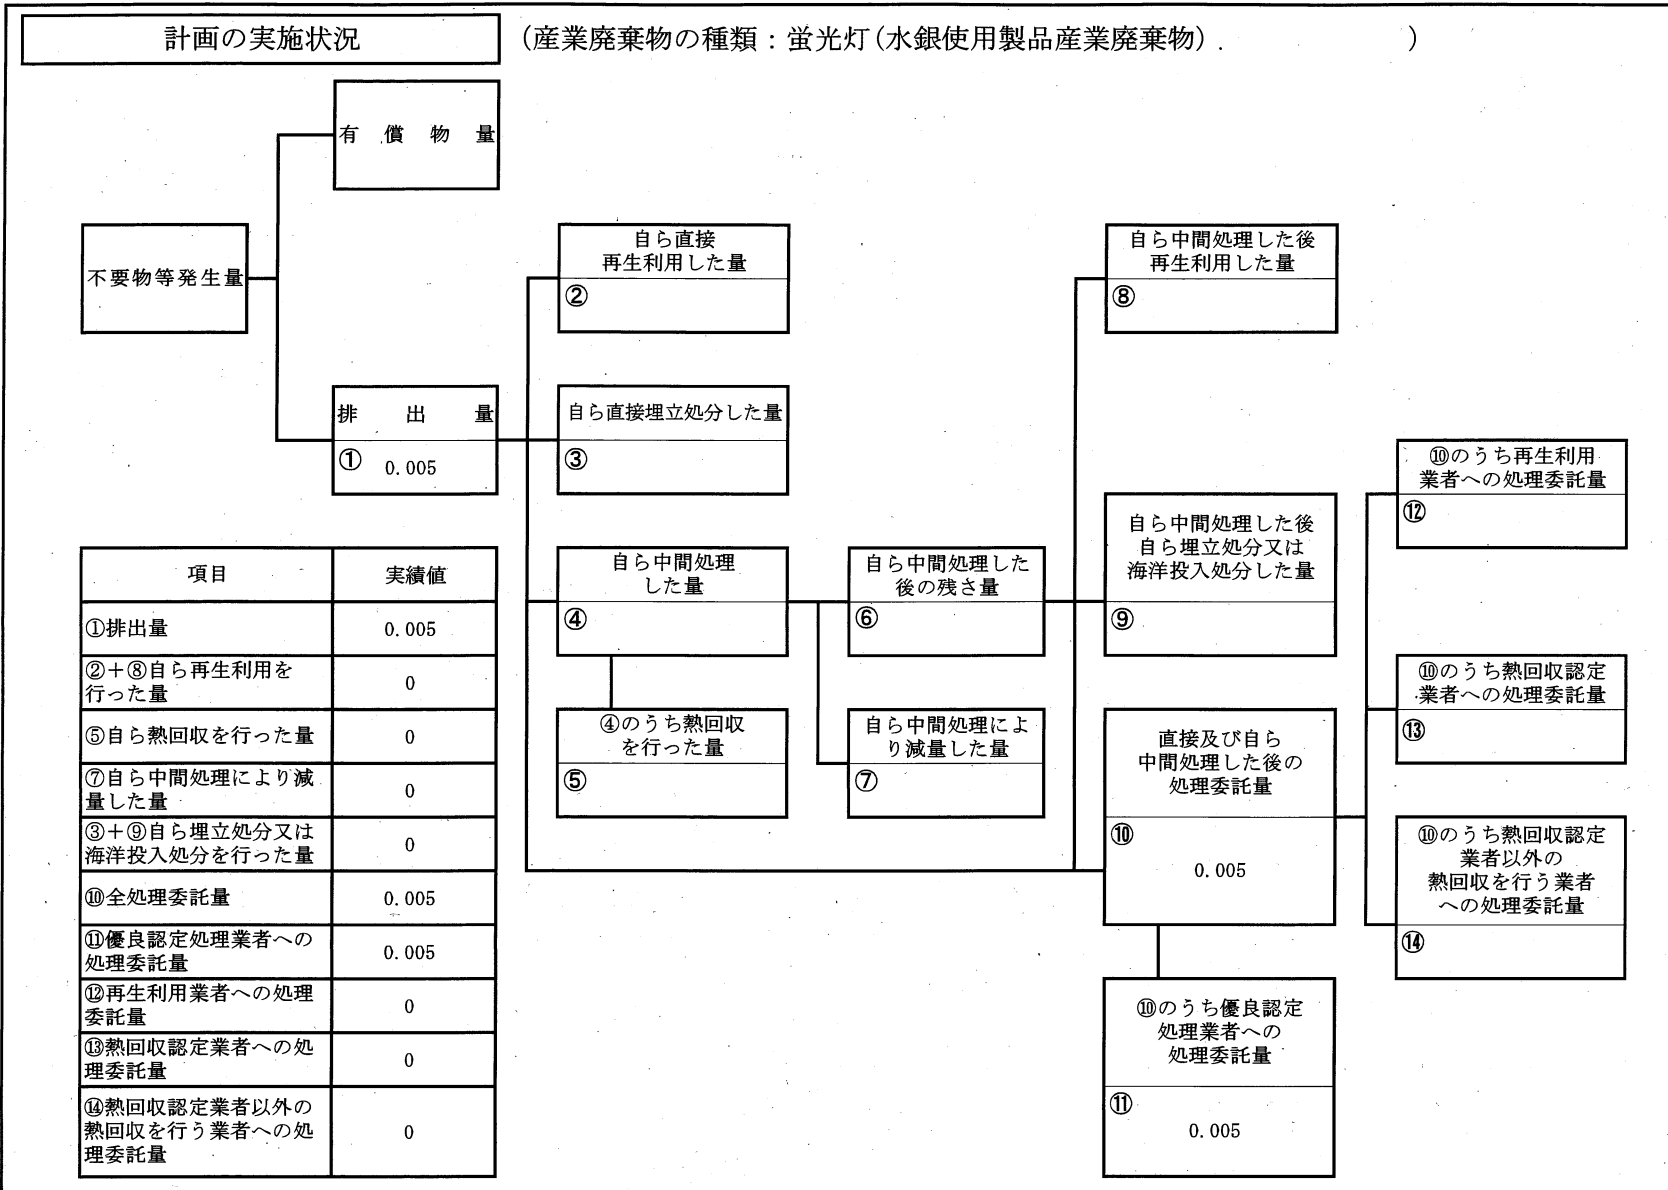 計画の実施状況
(産業廃棄物の種類：蛍光灯(水銀使用製品産業廃棄物) )
有償物量
不要物等発生量
排出量
① 0.005
自ら直接
再生利用した量
②
自ら直接埋立処分した量
③
自ら中間処理
した量
④
④のうち熱回収
を行った量
⑤
自ら中間処理した
後の残さ量
⑥
自ら中間処理によ
り減量した量
⑦
自ら中間処理した後
再生利用した量
⑧
自ら中間処理した後
自ら埋立処分又は
海洋投入処分した量
⑨
直接及び自ら
中間処理した後の
処理委託量
⑩
0.005
⑩のうち優良認定
処理業者への
処理委託量
⑪
0.005
⑩のうち再生利用
業者への処理委託量
⑫
⑩のうち熱回収認定
業者への処理委託量
⑬
⑩のうち熱回収認定
業者以外の
熱回収を行う業者
への処理委託量
⑭
項目 実績値
①排出量 0.005
②＋⑧自ら再生利用を
行った量 0
⑤自ら熱回収を行った量 0
⑦自ら中間処理により減
量した量 0
③＋⑨自ら埋立処分又は
海洋投入処分を行った量 0
⑩全処理委託量 0.005
⑪優良認定処理業者への
処理委託量 0.005
⑫再生利用業者への処理
委託量 0
⑬熱回収認定業者への処
理委託量 0
⑭熱回収認定業者以外の
熱回収を行う業者への処
理委託量 0